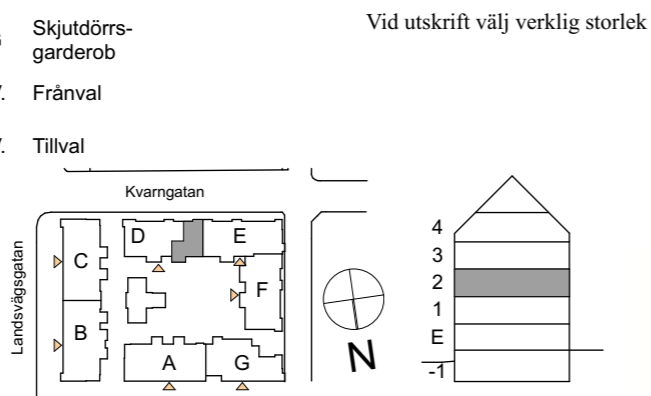 Skjutdörrs-
garderob
Vid utskrift välj verklig storlek
Frånval
Tillval
Kvarngatan
Landsvägsgatan
D
E
C
F
B
A
G
N
4
3
2
1
E
-1